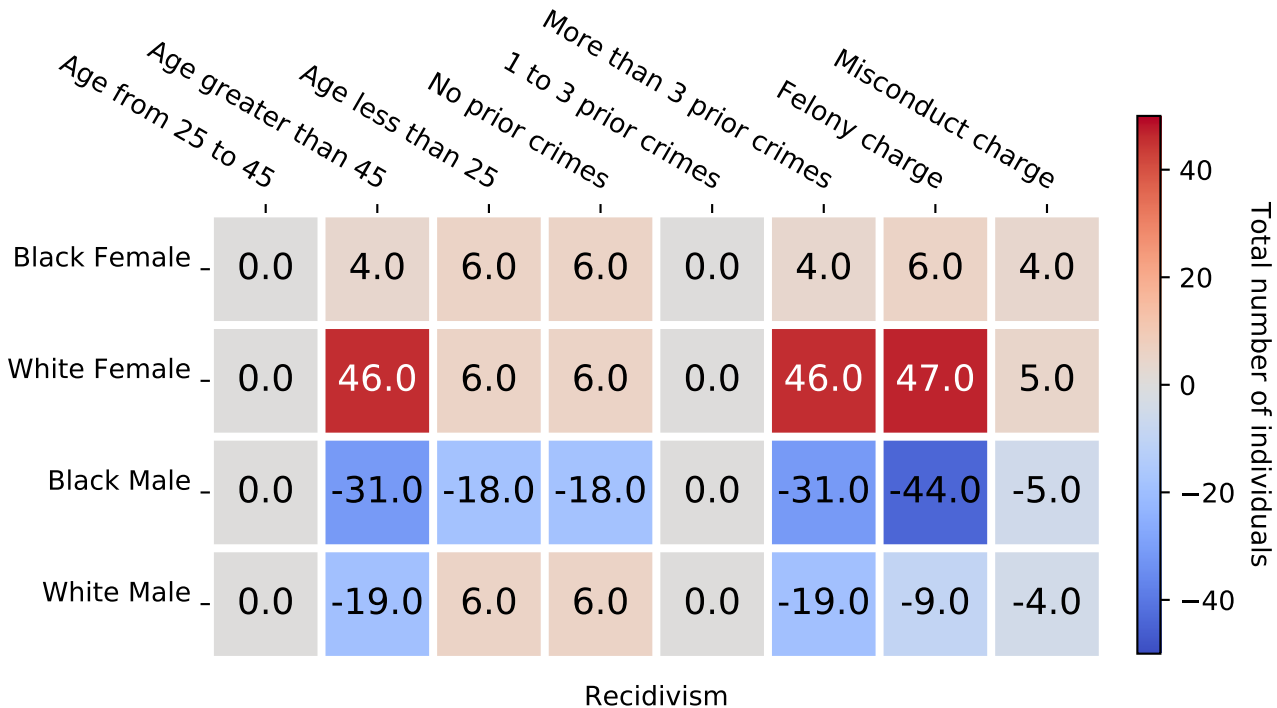 Age from 25 to 45
Age greater than 45
Age less than 25
No prior crimes
1 to 3 prior crimes
More than 3 prior crimes
Felony charge
Misconduct charge
Black Female 0.0 4.0 6.0 6.0 0.0 4.0 6.0 4.0
White Female 0.0 46.0 6.0 6.0 0.0 46.0 47.0 5.0
Black Male 0.0 -31.0 -18.0 -18.0 0.0 -31.0 -44.0 -5.0
White Male 0.0 -19.0 6.0 6.0 0.0 -19.0 -9.0 -4.0
Recidivism
40
20
0
−20
−40
Total number of individuals